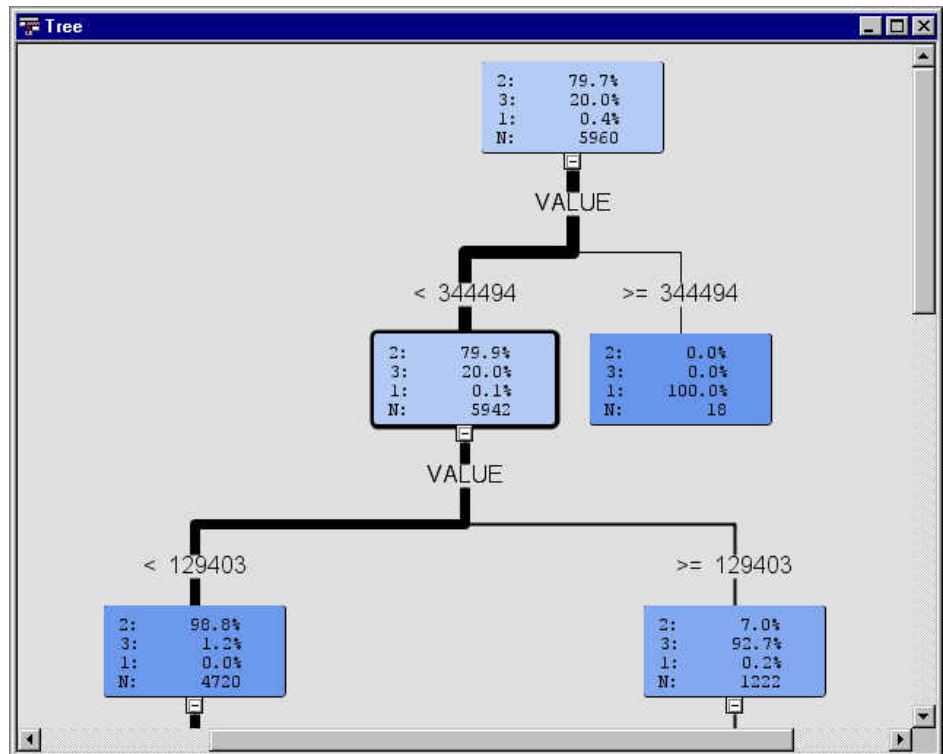 Tree
2: 79.7%
3: 20.0%
1: 0.4%
N: 5960
VALUE
< 344494
>= 344494
2: 79.9%
3: 20.0%
1: 0.1%
N: 5942
2: 0.0%
3: 0.0%
1: 100.0%
N: 18
VALUE
< 129403
>= 129403
2: 98.8%
3: 1.2%
1: 0.0%
N: 4720
2: 7.0%
3: 92.7%
1: 0.2%
N: 1222